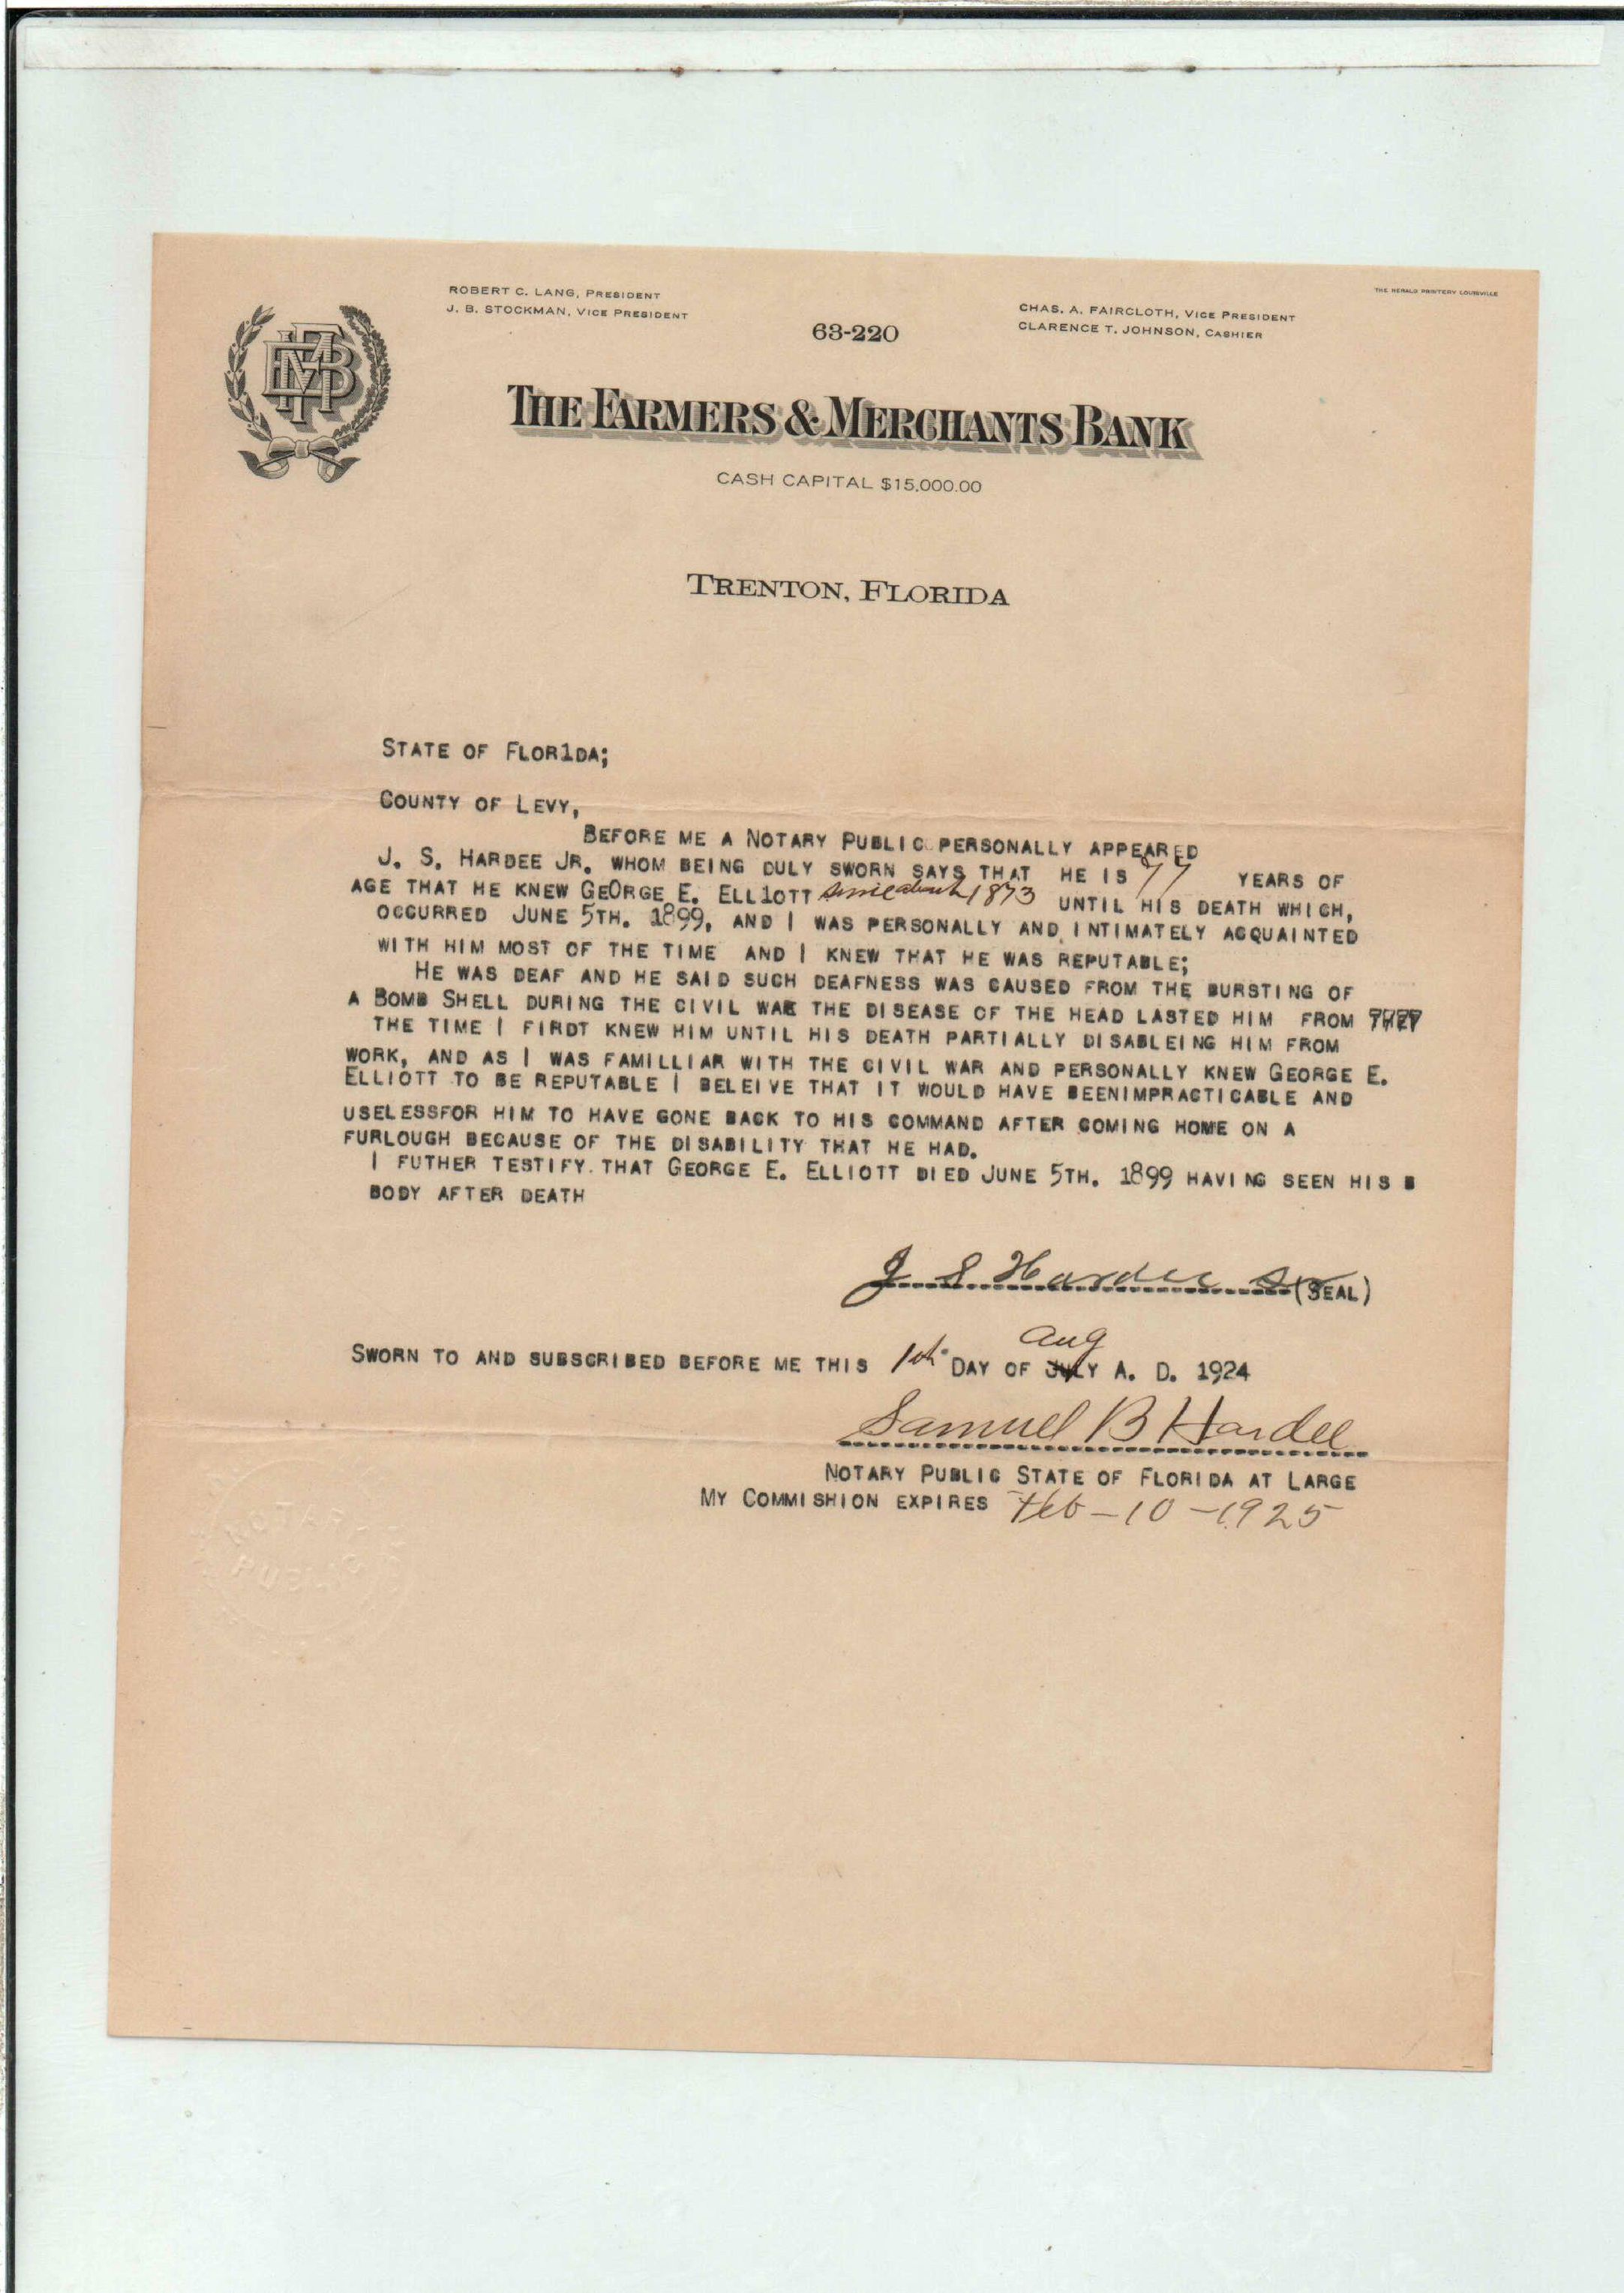 THE HERALD PRINTERY LOUISVILLE
ROBERT C. LANG, PRESIDENT
J. B. STOCKMAN, VICE PRESIDENT
63-220
CHAS. A. FAIRCLOTH, VICE PRESIDENT
CLARENCE T. JOHNSON, CASHIER
FMB
THE FARMERS & MERCHANTS BANK
CASH CAPITAL $15,000.00
TRENTON, FLORIDA
STATE OF FLOR1DA;
COUNTY OF LEVY,
BEFORE ME A NOTARY PUBLIC PERSONALLY APPEARED
J. S. HARDEE JR. WHOM BEING DULY SWORN SAYS THAT HE IS 77 YEARS OF
AGE THAT HE KNEW GEORGE E. ELL1OTT since about 1873 UNTIL HIS DEATH WHICH,
OCCURRED JUNE 5TH. 1899, AND I WAS PERSONALLY AND INTIMATELY ACQUAINTED
WITH HIM MOST OF THE TIME AND I KNEW THAT HE WAS REPUTABLE;
HE WAS DEAF AND HE SAID SUCH DEAFNESS WAS CAUSED FROM THE BURSTING OF
A BOMB SHELL DURING THE CIVIL WAR THE DISEASE OF THE HEAD LASTED HIM FROM
THE TIME I FIRDT KNEW HIM UNTIL HIS DEATH PARTIALLY DISABLEING HIM FROM
WORK, AND AS I WAS FAMILLIAR WITH THE CIVIL WAR AND PERSONALLY KNEW GEORGE E.
ELLIOTT TO BE REPUTABLE I BELEIVE THAT IT WOULD HAVE BEENIMPRACTICABLE AND
USELESSFOR HIM TO HAVE GONE BACK TO HIS COMMAND AFTER COMING HOME ON A
FURLOUGH BECAUSE OF THE DISABILITY THAT HE HAD.
I FUTHER TESTIFY THAT GEORGE E. ELLIOTT DIED JUNE 5TH. 1899 HAVING SEEN HIS B
BODY AFTER DEATH
J S Hardee Sr (SEAL)
Aug
SWORN TO AND SUBSCRIBED BEFORE ME THIS 1st DAY OF JULY A. D. 1924
Samuel B Hardee
NOTARY PUBLIC STATE OF FLORIDA AT LARGE
MY COMMISHION EXPIRES Feb-10-1925
NOTARY
PUBLIC